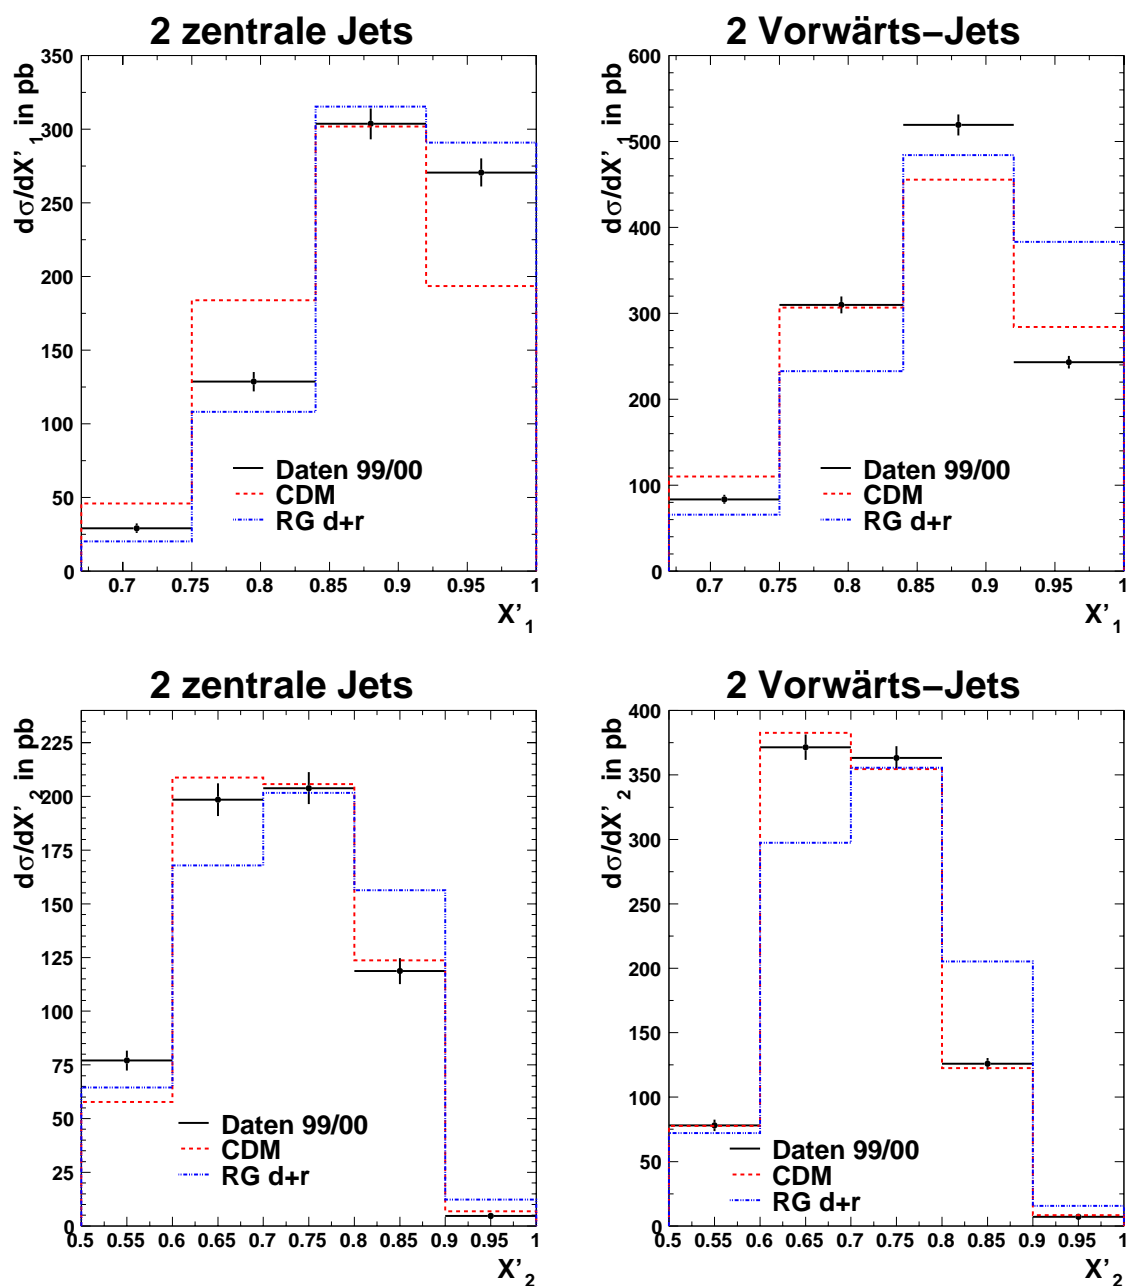 2 zentrale Jets
dσ/dX'₁ in pb
350
300
250
200
150
100
50
0
Daten 99/00
CDM
RG d+r
0.7 0.75 0.8 0.85 0.9 0.95 1
X'₁
2 Vorwärts–Jets
dσ/dX'₁ in pb
600
500
400
300
200
100
0
Daten 99/00
CDM
RG d+r
0.7 0.75 0.8 0.85 0.9 0.95 1
X'₁
2 zentrale Jets
dσ/dX'₂ in pb
225
200
175
150
125
100
75
50
25
0
Daten 99/00
CDM
RG d+r
0.5 0.55 0.6 0.65 0.7 0.75 0.8 0.85 0.9 0.95 1
X'₂
2 Vorwärts–Jets
dσ/dX'₂ in pb
400
350
300
250
200
150
100
50
0
Daten 99/00
CDM
RG d+r
0.5 0.55 0.6 0.65 0.7 0.75 0.8 0.85 0.9 0.95 1
X'₂